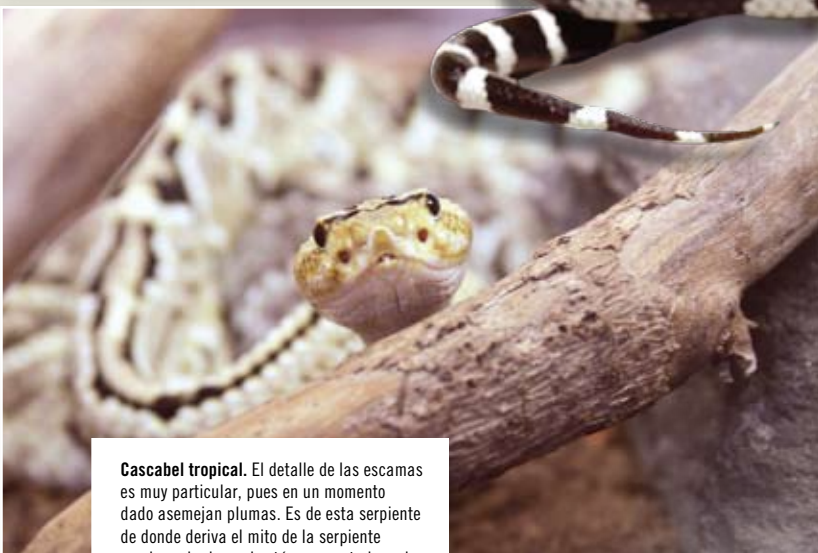 Cascabel tropical. El detalle de las escamas
es muy particular, pues en un momento
dado asemejan plumas. Es de esta serpiente
de donde deriva el mito de la serpiente